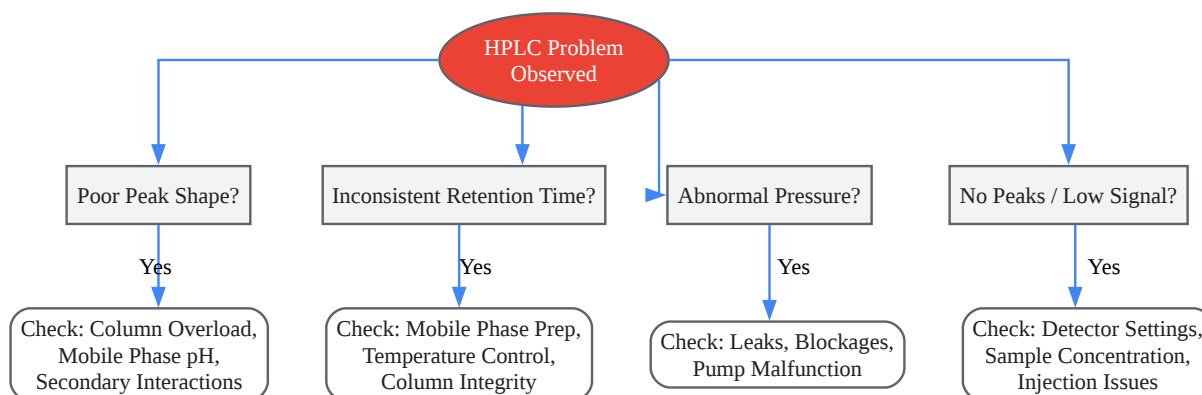 HPLC Problem
Observed
Poor Peak Shape?
Inconsistent Retention Time?
Abnormal Pressure?
No Peaks / Low Signal?
Yes
Yes
Yes
Yes
Check: Column Overload,
Mobile Phase pH,
Secondary Interactions
Check: Mobile Phase Prep,
Temperature Control,
Column Integrity
Check: Leaks, Blockages,
Pump Malfunction
Check: Detector Settings,
Sample Concentration,
Injection Issues